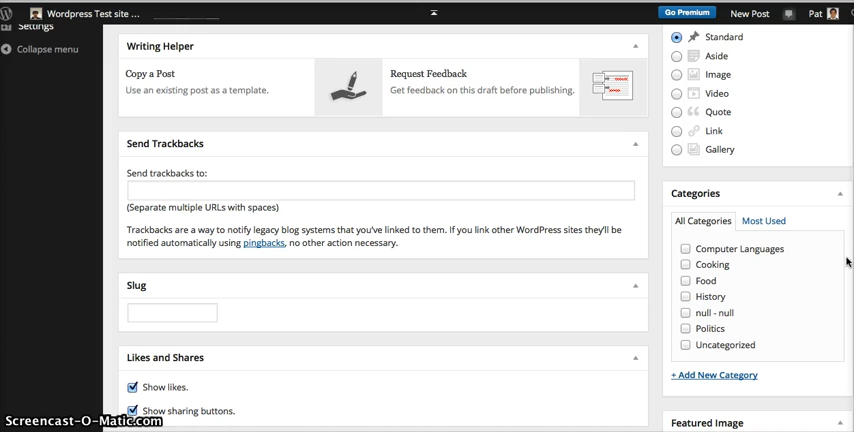 Wordpress Test site ...
Go Premium
New Post
Pat
Settings
Collapse menu
Writing Helper
Copy a Post
Use an existing post as a template.
Request Feedback
Get feedback on this draft before publishing.
Send Trackbacks
Send trackbacks to:
(Separate multiple URLs with spaces)
Trackbacks are a way to notify legacy blog systems that you've linked to them. If you link other WordPress sites they'll be
notified automatically using pingbacks, no other action necessary.
Slug
Likes and Shares
Show likes.
Show sharing buttons.
Standard
Aside
Image
Video
Quote
Link
Gallery
Categories
All Categories
Most Used
Computer Languages
Cooking
Food
History
null - null
Politics
Uncategorized
+ Add New Category
Featured Image
Screencast-O-Matic.com